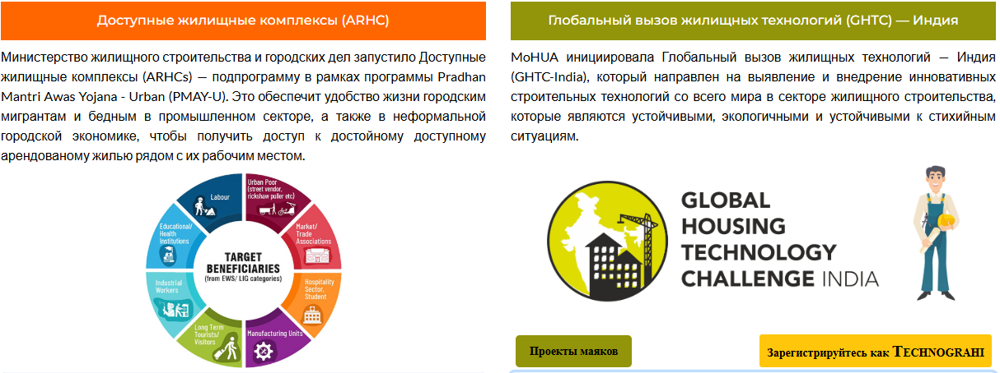 Доступные жилищные комплексы (ARHC)
Министерство жилищного строительства и городских дел запустило Доступные
жилищные комплексы (ARHCs) — подпрограмму в рамках программы Pradhan
Mantri Awas Yojana - Urban (PMAY-U). Это обеспечит удобство жизни городским
мигрантам и бедным в промышленном секторе, а также в неформальной
городской экономике, чтобы получить доступ к достойному доступному
арендованому жилью рядом с их рабочим местом.
Labour
Urban Poor
(street vendor,
rickshaw puller etc)
Market/
Trade
Associations
Hospitality
Sector,
Student
Manufacturing Units
Long Term
Tourists/
Visitors
Industrial
Workers
Educational/
Health
Institutions
TARGET
BENEFICIARIES
(from EWS/ LIG categories)
Глобальный вызов жилищных технологий (GHTC) — Индия
MoHUA инициировала Глобальный вызов жилищных технологий — Индия
(GHTC-India), который направлен на выявление и внедрение инновативных
строительных технологий со всего мира в секторе жилищного строительства,
которые являются устойчивыми, экологичными и устойчивыми к стихийным
ситуациям.
GLOBAL
HOUSING
TECHNOLOGY
CHALLENGE INDIA
Проекты маяков
Зарегистрируйтесь как TECHNOGRAHI